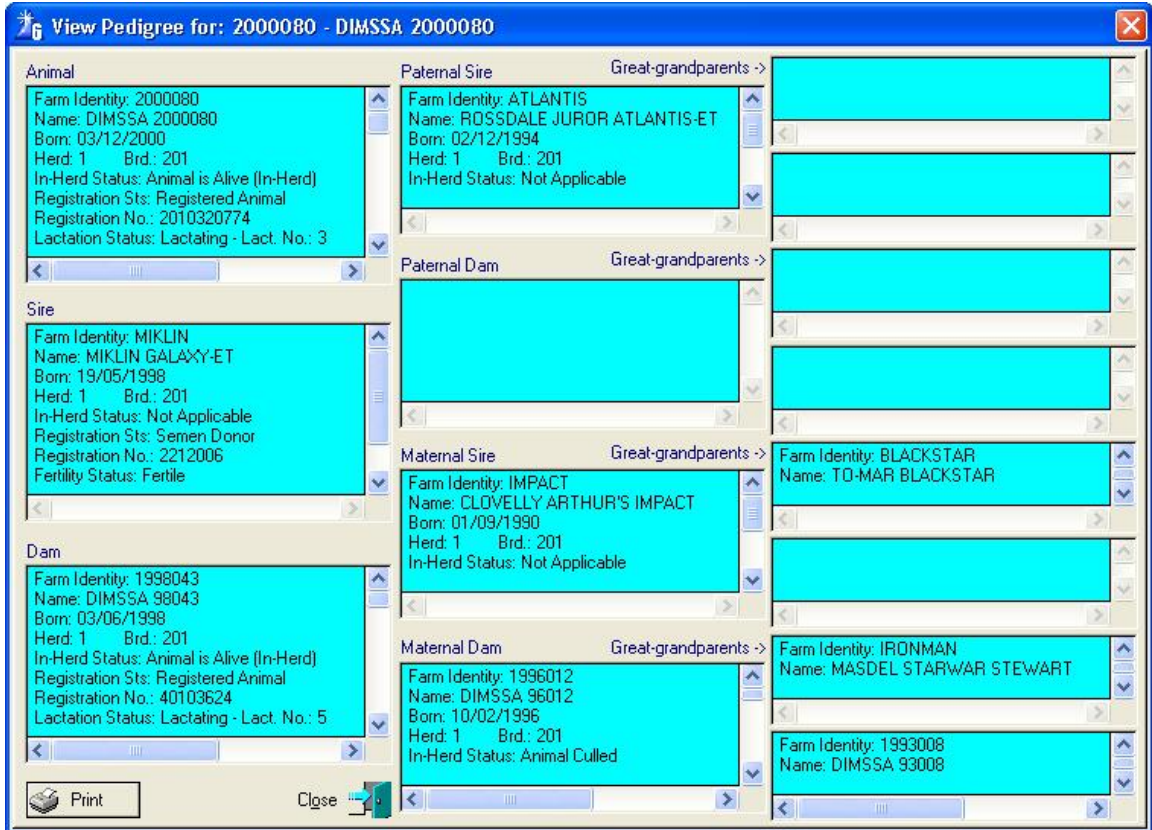 View Pedigree for: 2000080 - DIMSSA 2000080
Animal
Farm Identity: 2000080
Name: DIMSSA 2000080
Born: 03/12/2000
Herd: 1 Brd.: 201
In-Herd Status: Animal is Alive (In-Herd)
Registration Sts: Registered Animal
Registration No.: 2010320774
Lactation Status: Lactating - Lact. No.: 3
Sire
Farm Identity: MIKLIN
Name: MIKLIN GALAXY-ET
Born: 19/05/1998
Herd: 1 Brd.: 201
In-Herd Status: Not Applicable
Registration Sts: Semen Donor
Registration No.: 2212006
Fertility Status: Fertile
Dam
Farm Identity: 1998043
Name: DIMSSA 98043
Born: 03/06/1998
Herd: 1 Brd.: 201
In-Herd Status: Animal is Alive (In-Herd)
Registration Sts: Registered Animal
Registration No.: 40103624
Lactation Status: Lactating - Lact. No.: 5
Print
Close
Paternal Sire Great-grandparents ->
Farm Identity: ATLANTIS
Name: ROSSDALE JUROR ATLANTIS-ET
Born: 02/12/1994
Herd: 1 Brd.: 201
In-Herd Status: Not Applicable
Paternal Dam Great-grandparents ->
Maternal Sire Great-grandparents ->
Farm Identity: IMPACT
Name: CLOVELLY ARTHUR'S IMPACT
Born: 01/09/1990
Herd: 1 Brd.: 201
In-Herd Status: Not Applicable
Maternal Dam Great-grandparents ->
Farm Identity: 1996012
Name: DIMSSA 96012
Born: 10/02/1996
Herd: 1 Brd.: 201
In-Herd Status: Animal Culled
Farm Identity: BLACKSTAR
Name: TO-MAR BLACKSTAR
Farm Identity: IRONMAN
Name: MASDEL STARWAR STEWART
Farm Identity: 1993008
Name: DIMSSA 93008